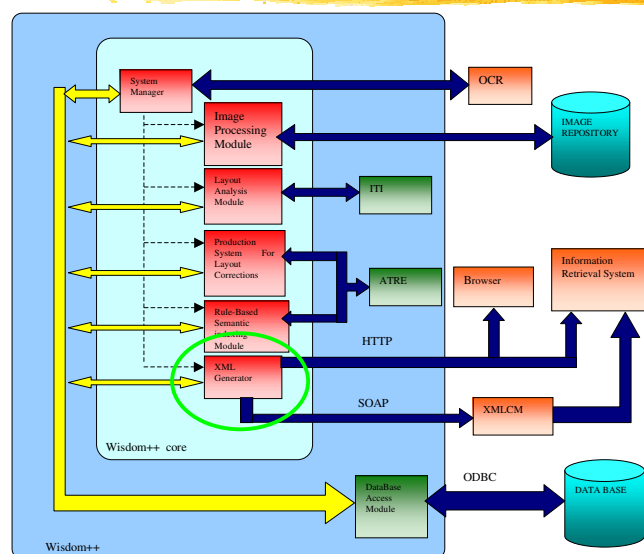 System
Manager
OCR
Image
Processing
Module
IMAGE
REPOSITORY
Layout
Analysis
Module
ITI
Production
System For
Layout
Corrections
ATRE
Browser
Information
Retrieval System
Rule-Based
Semantic
indexing
Module
HTTP
XML
Generator
SOAP
XMLCM
Wisdom++ core
DataBase
Access
Module
ODBC
DATA BASE
Wisdom++